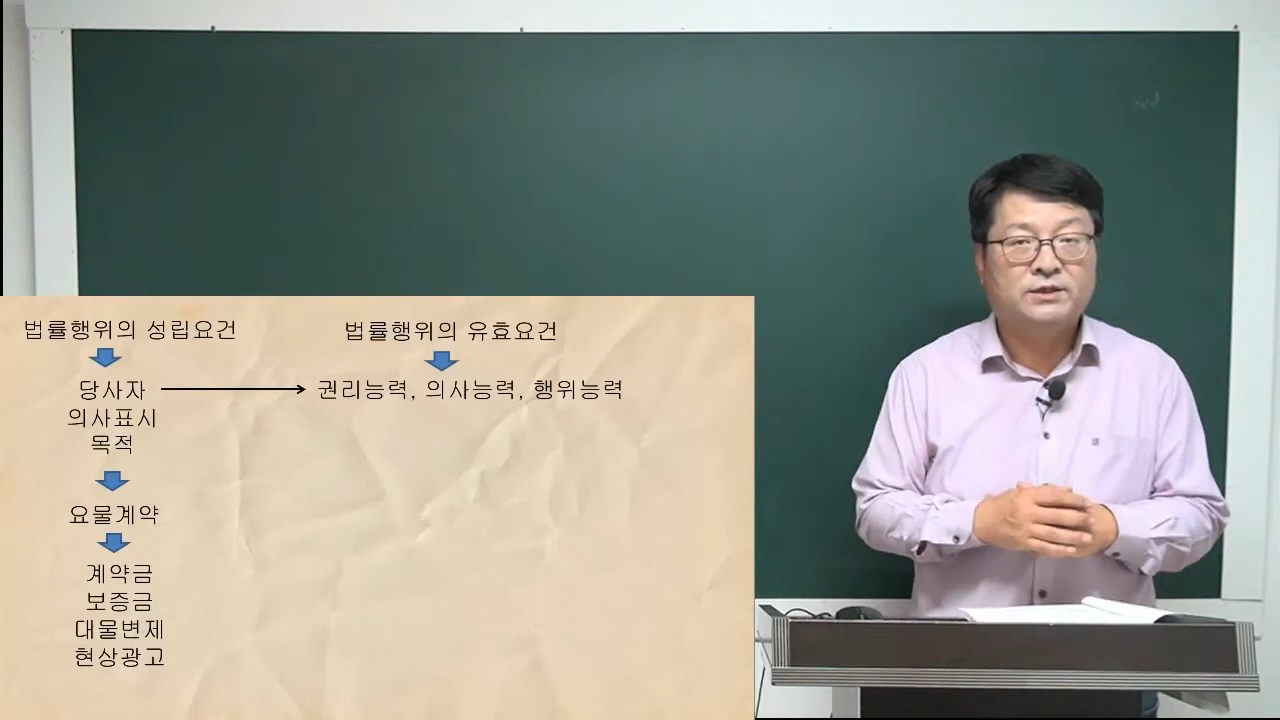 법률행위의 성립요건
법률행위의 유효요건
당사자
권리능력, 의사능력, 행위능력
의사표시
목적
요물계약
계약금
보증금
대물변제
현상광고